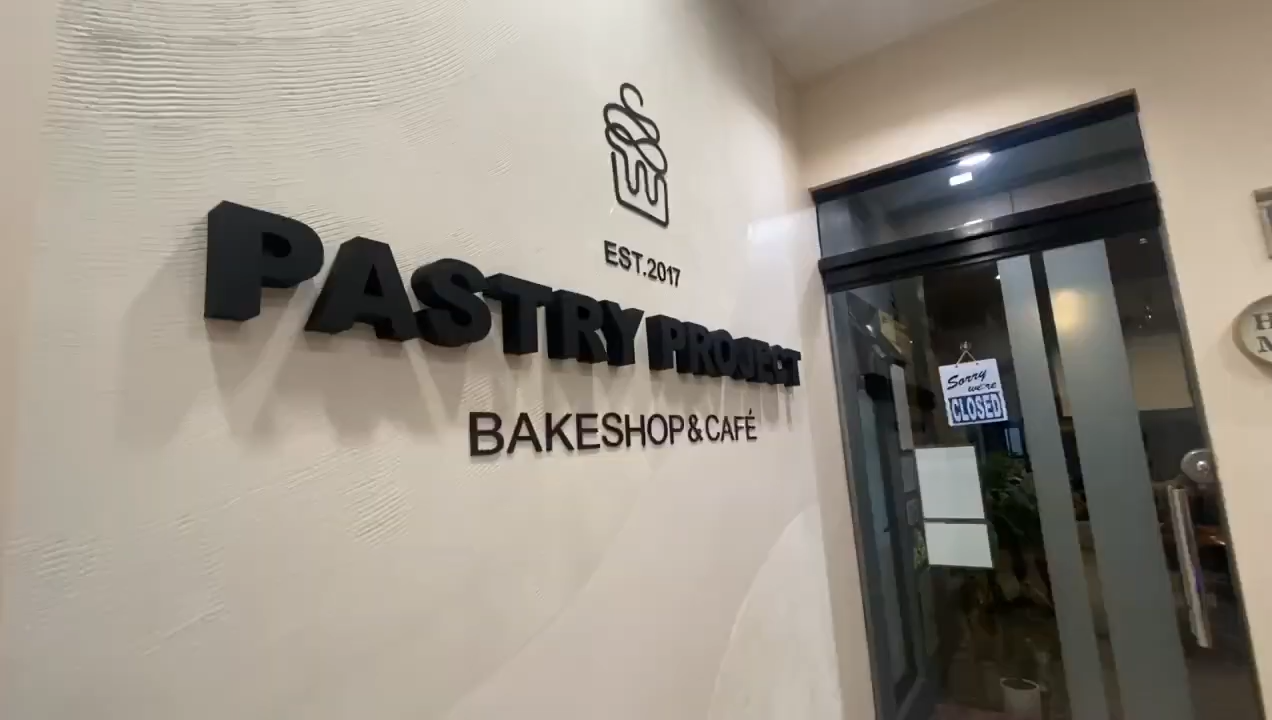 EST.2017
PASTRY PROJECT
BAKESHOP&CAFÉ
Sorry
we're
CLOSED